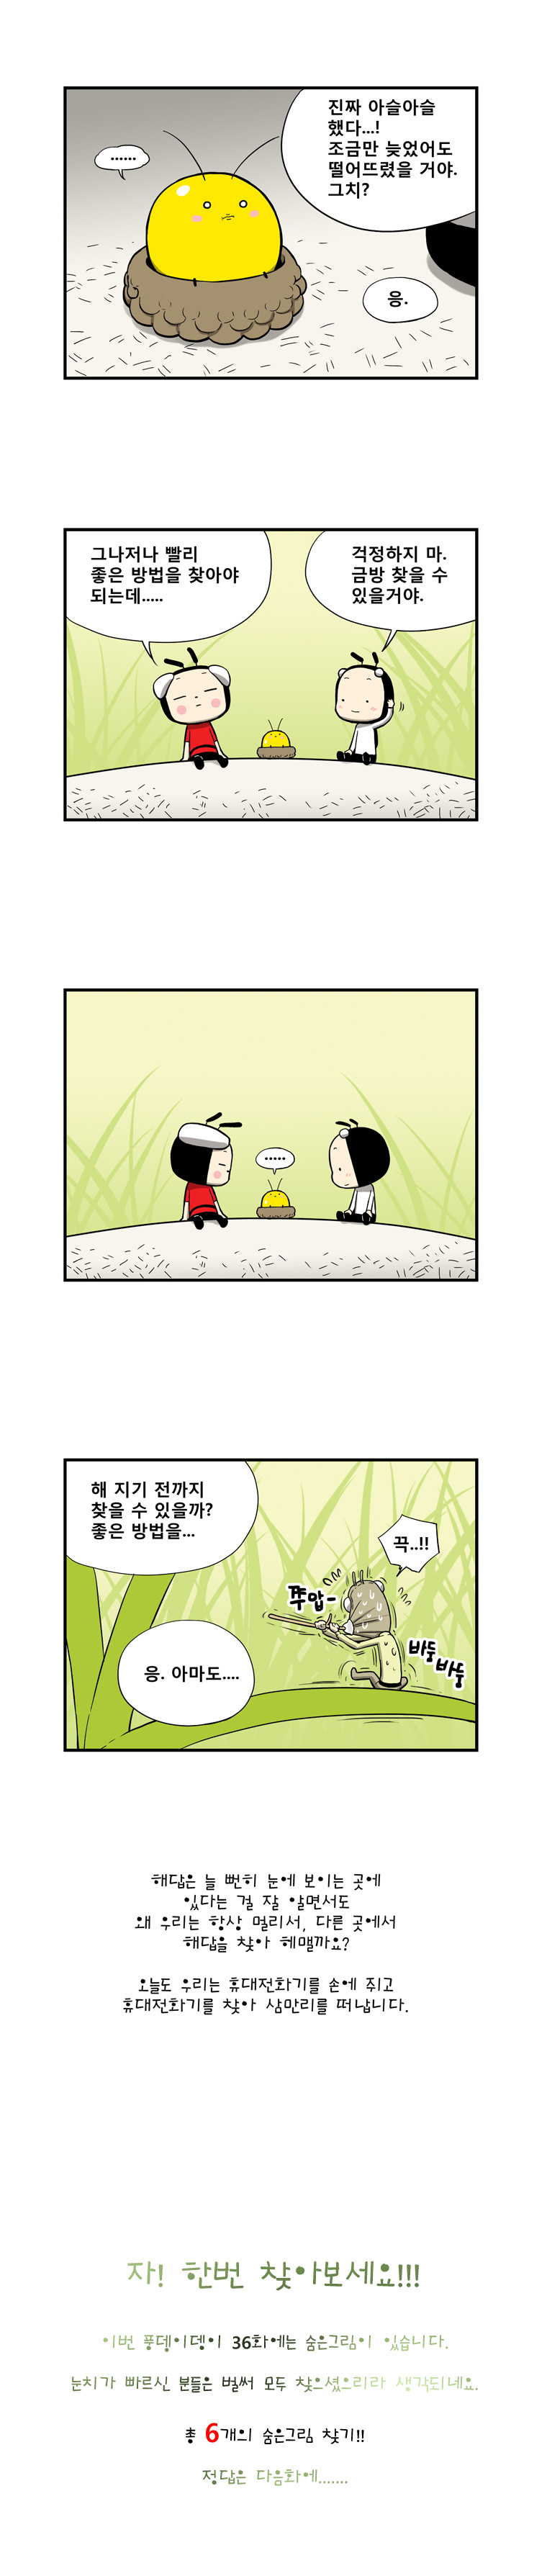 진짜 아슬아슬
했다...!
조금만 늦었어도
떨어뜨렸을 거야.
그치?
......
응.
그나저나 빨리
좋은 방법을 찾아야
되는데.....
걱정하지 마.
금방 찾을 수
있을거야.
.....
해 지기 전까지
찾을 수 있을까?
좋은 방법을...
끅..!!
쭈압-
바둥
바둥
응. 아마도....
해답은 늘 뻔히 눈에 보이는 곳에
있다는 걸 잘 알면서도
왜 우리는 항상 멀리서, 다른 곳에서
해답을 찾아 헤맬까요?
오늘도 우리는 휴대전화기를 손에 쥐고
휴대전화기를 찾아 삼만리를 떠납니다.
자! 한번 찾아보세요!!!
이번 풍뎅이뎅이 36화에는 숨은그림이 있습니다.
눈치가 빠르신 분들은 벌써 모두 찾으셨으리라 생각되네요.
총 6개의 숨은그림 찾기!!
정답은 다음화에.......